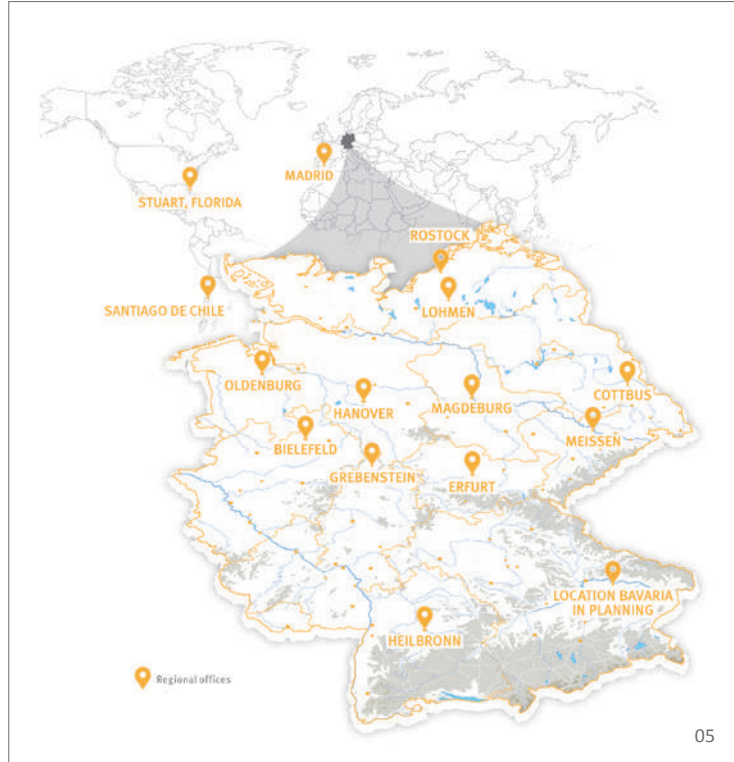 MADRID
STUART, FLORIDA
ROSTOCK
LOHMEN
SANTIAGO DE CHILE
OLDENBURG
HANOVER
MAGDEBURG
COTTBUS
MEISSEN
BIELEFELD
GREBENSTEIN
ERFURT
LOCATION BAVARIA
IN PLANNING
HEILBRONN
Regional offices
05